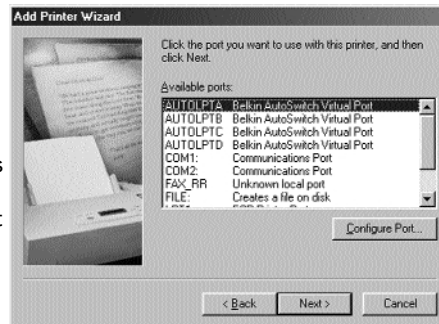 Add Printer Wizard
Click the port you want to use with this printer, and then
click Next.
Available ports:
AUTOLPTA Belkin AutoSwitch Virtual Port
AUTOLPTB Belkin AutoSwitch Virtual Port
AUTOLPTC Belkin AutoSwitch Virtual Port
AUTOLPTD Belkin AutoSwitch Virtual Port
COM1: Communications Port
COM2: Communications Port
FAX_RR Unknown local port
FILE: Creates a file on disk
Configure Port...
< Back Next > Cancel